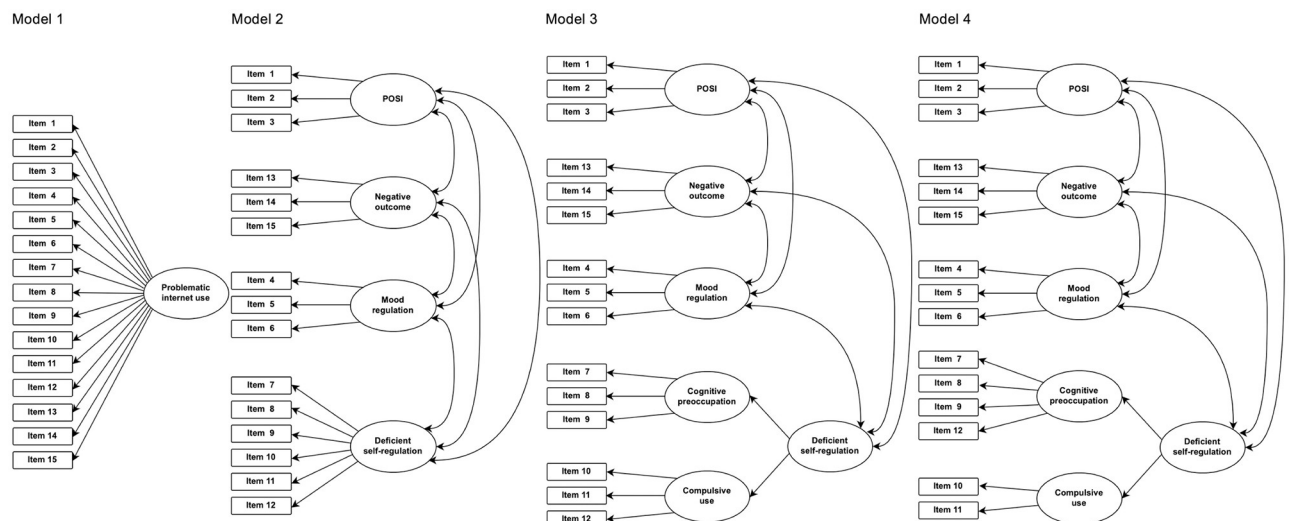 Model 1
Item 1
Item 2
Item 3
Item 4
Item 5
Item 6
Item 7
Item 8
Item 9
Item 10
Item 11
Item 12
Item 13
Item 14
Item 15
Problematic
internet use
Model 2
Item 1
Item 2
Item 3
POSI
Item 13
Item 14
Item 15
Negative
outcome
Item 4
Item 5
Item 6
Mood
regulation
Item 7
Item 8
Item 9
Item 10
Item 11
Item 12
Deficient
self-regulation
Model 3
Item 1
Item 2
Item 3
POSI
Item 13
Item 14
Item 15
Negative
outcome
Item 4
Item 5
Item 6
Mood
regulation
Item 7
Item 8
Item 9
Cognitive
preoccupation
Deficient
self-regulation
Item 10
Item 11
Item 12
Compulsive
use
Model 4
Item 1
Item 2
Item 3
POSI
Item 13
Item 14
Item 15
Negative
outcome
Item 4
Item 5
Item 6
Mood
regulation
Item 7
Item 8
Item 9
Item 12
Cognitive
preoccupation
Deficient
self-regulation
Item 10
Item 11
Compulsive
use